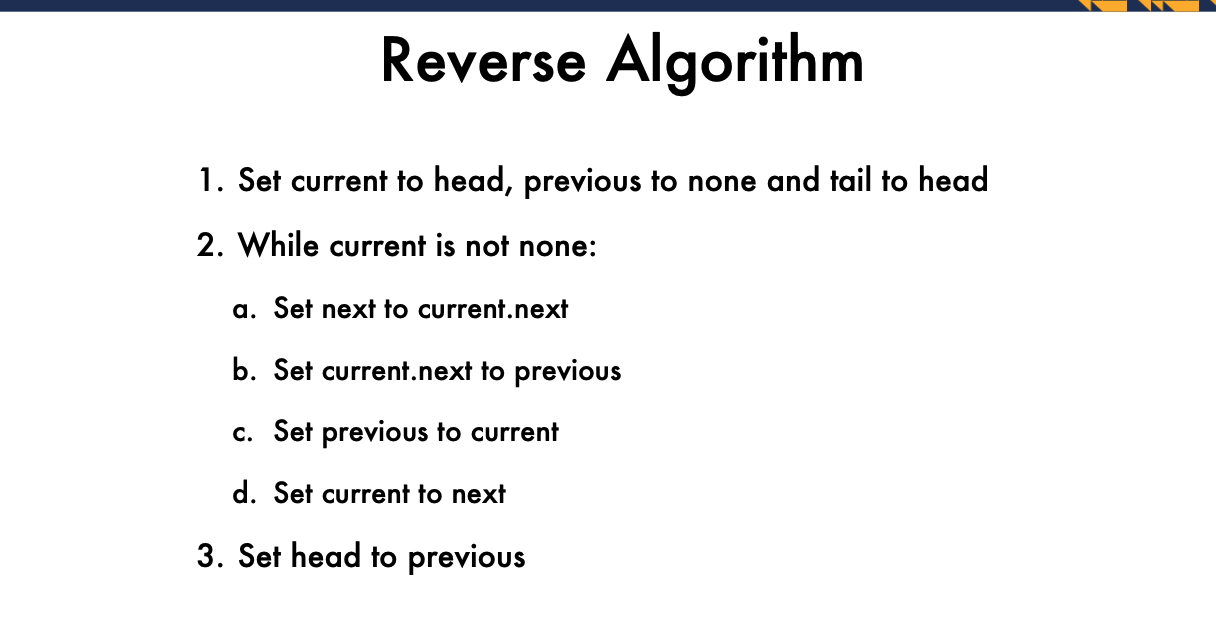 Reverse Algorithm
1. Set current to head, previous to none and tail to head
2. While current is not none:
a. Set next to current.next
b. Set current.next to previous
c. Set previous to current
d. Set current to next
3. Set head to previous